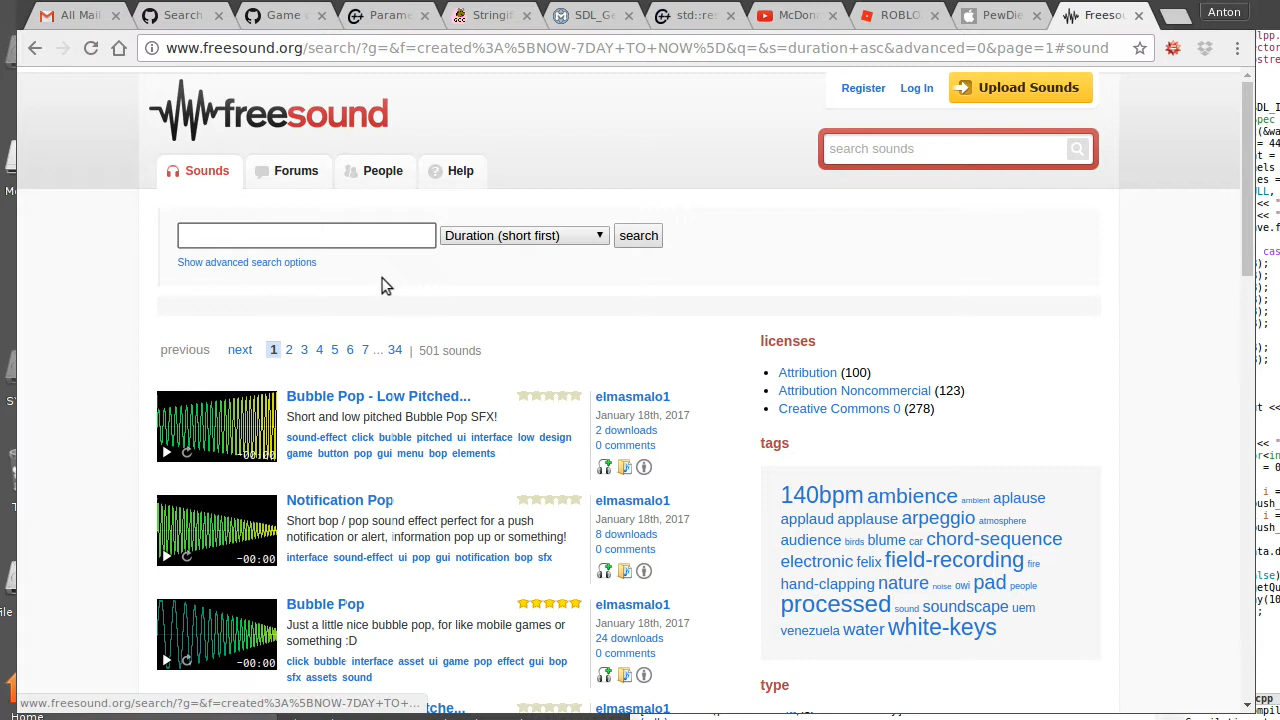 All Mail
Search
Game
Parame
Stringif
SDL_Ge
std::res
McDon
ROBLO
PewDie
Freesou
Anton
www.freesound.org/search/?g=&f=created%3A%5BNOW-7DAY+TO+NOW%5D&q=&s=duration+asc&advanced=0&page=1#sound
freesound
Register Log In Upload Sounds
search sounds
Sounds Forums People Help
Duration (short first) search
Show advanced search options
previous next 1 2 3 4 5 6 7 ... 34 | 501 sounds
Bubble Pop - Low Pitched...
Short and low pitched Bubble Pop SFX!
sound-effect click bubble pitched ui interface low design
game button pop gui menu bop elements
-00:00
elmasmalo1
January 18th, 2017
2 downloads
0 comments
Notification Pop
Short bop / pop sound effect perfect for a push
notification or alert, information pop up or something!
interface sound-effect ui pop gui notification bop sfx
-00:00
elmasmalo1
January 18th, 2017
8 downloads
0 comments
Bubble Pop
Just a little nice bubble pop, for like mobile games or
something :D
click bubble interface asset ui game pop effect gui bop
sfx assets sound
-00:00
elmasmalo1
January 18th, 2017
24 downloads
0 comments
licenses
Attribution (100)
Attribution Noncommercial (123)
Creative Commons 0 (278)
tags
140bpm ambience ambient aplause
applaud applause arpeggio atmosphere
audience birds blume car chord-sequence
electronic felix field-recording fire
hand-clapping nature noise owi pad people
processed sound soundscape uem
venezuela water white-keys
type
www.freesound.org/search/?g=&f=created%3A%5BNOW-7DAY+TO+...
Home